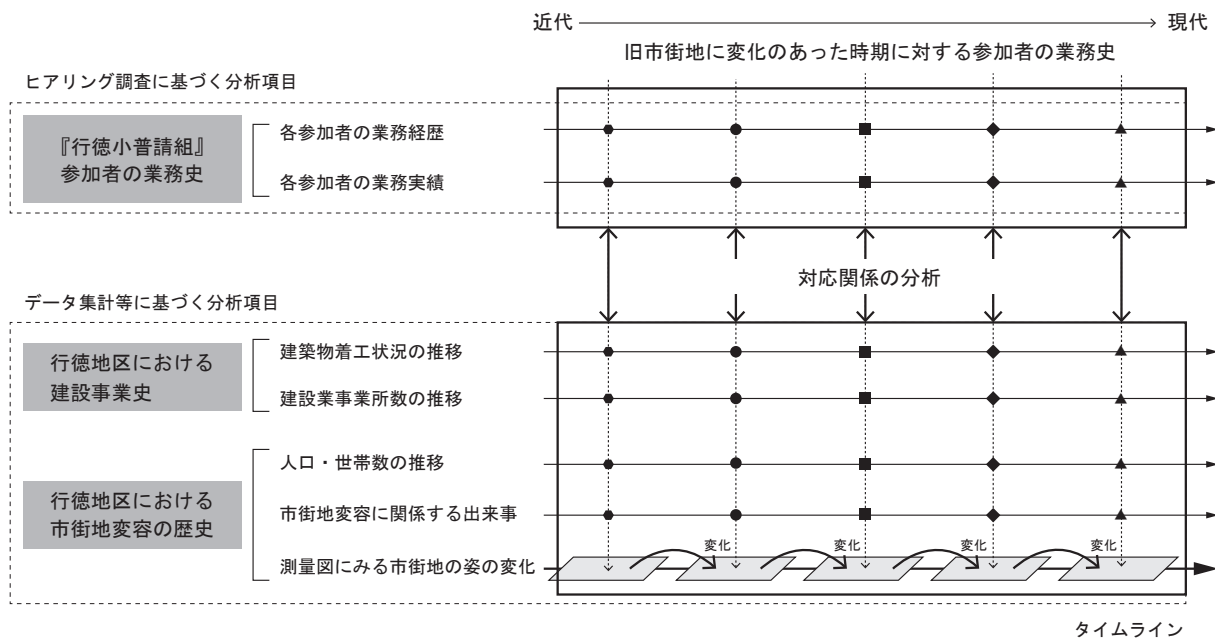 近代
現代
旧市街地に変化のあった時期に対する参加者の業務史
ヒアリング調査に基づく分析項目
『行徳小普請組』
参加者の業務史
各参加者の業務経歴
各参加者の業務実績
対応関係の分析
データ集計等に基づく分析項目
行徳地区における
建設事業史
建築物着工状況の推移
建設業事業所数の推移
行徳地区における
市街地変容の歴史
人口・世帯数の推移
市街地変容に関係する出来事
測量図にみる市街地の姿の変化
変化
変化
変化
変化
タイムライン